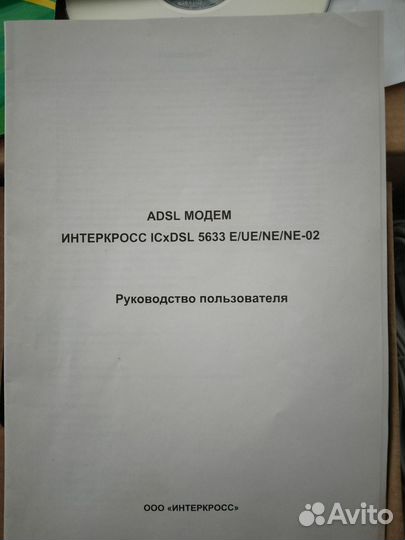 ADSL МОДЕМ
ИНТЕРКРОСС ICxDSL 5633 E/UE/NE/NE-02
Руководство пользователя
ООО «ИНТЕРКРОСС»
Avito